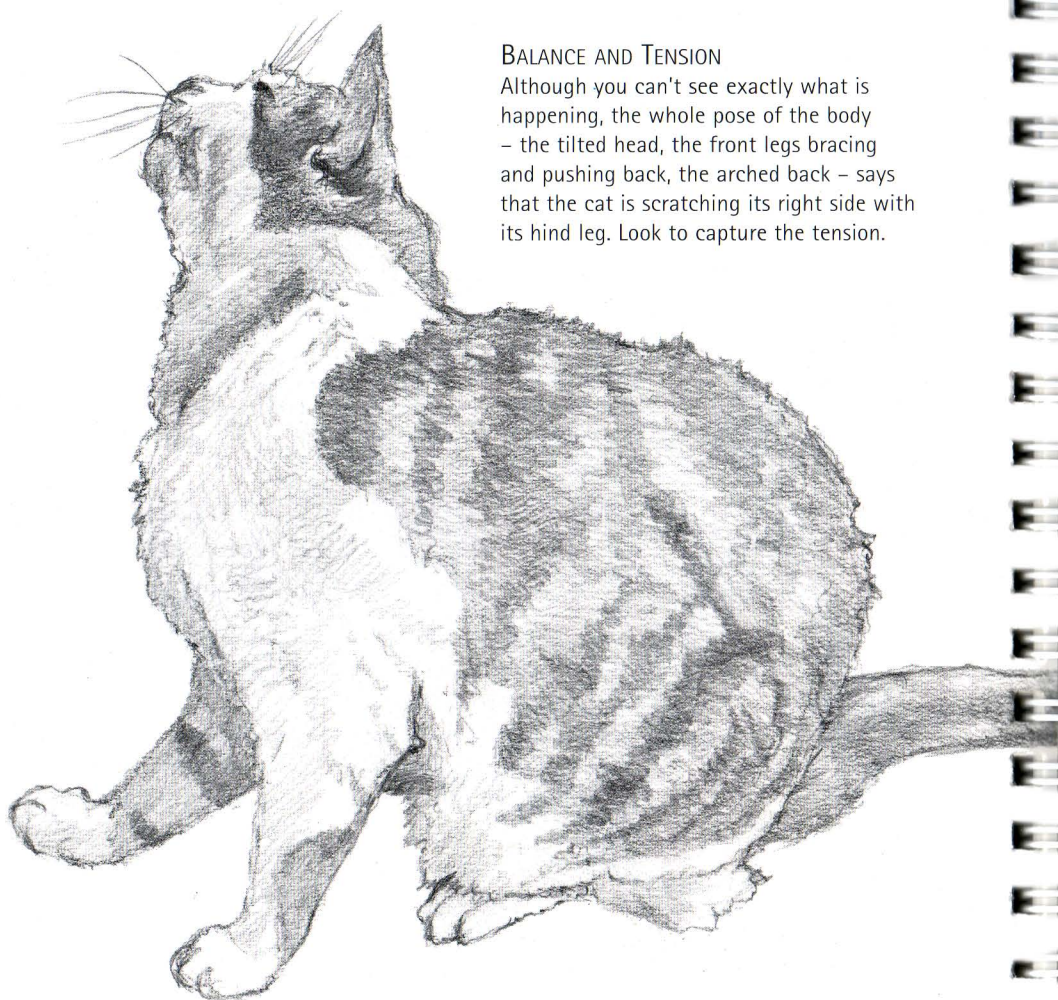 BALANCE AND TENSION
Although you can't see exactly what is
happening, the whole pose of the body
– the tilted head, the front legs bracing
and pushing back, the arched back – says
that the cat is scratching its right side with
its hind leg. Look to capture the tension.